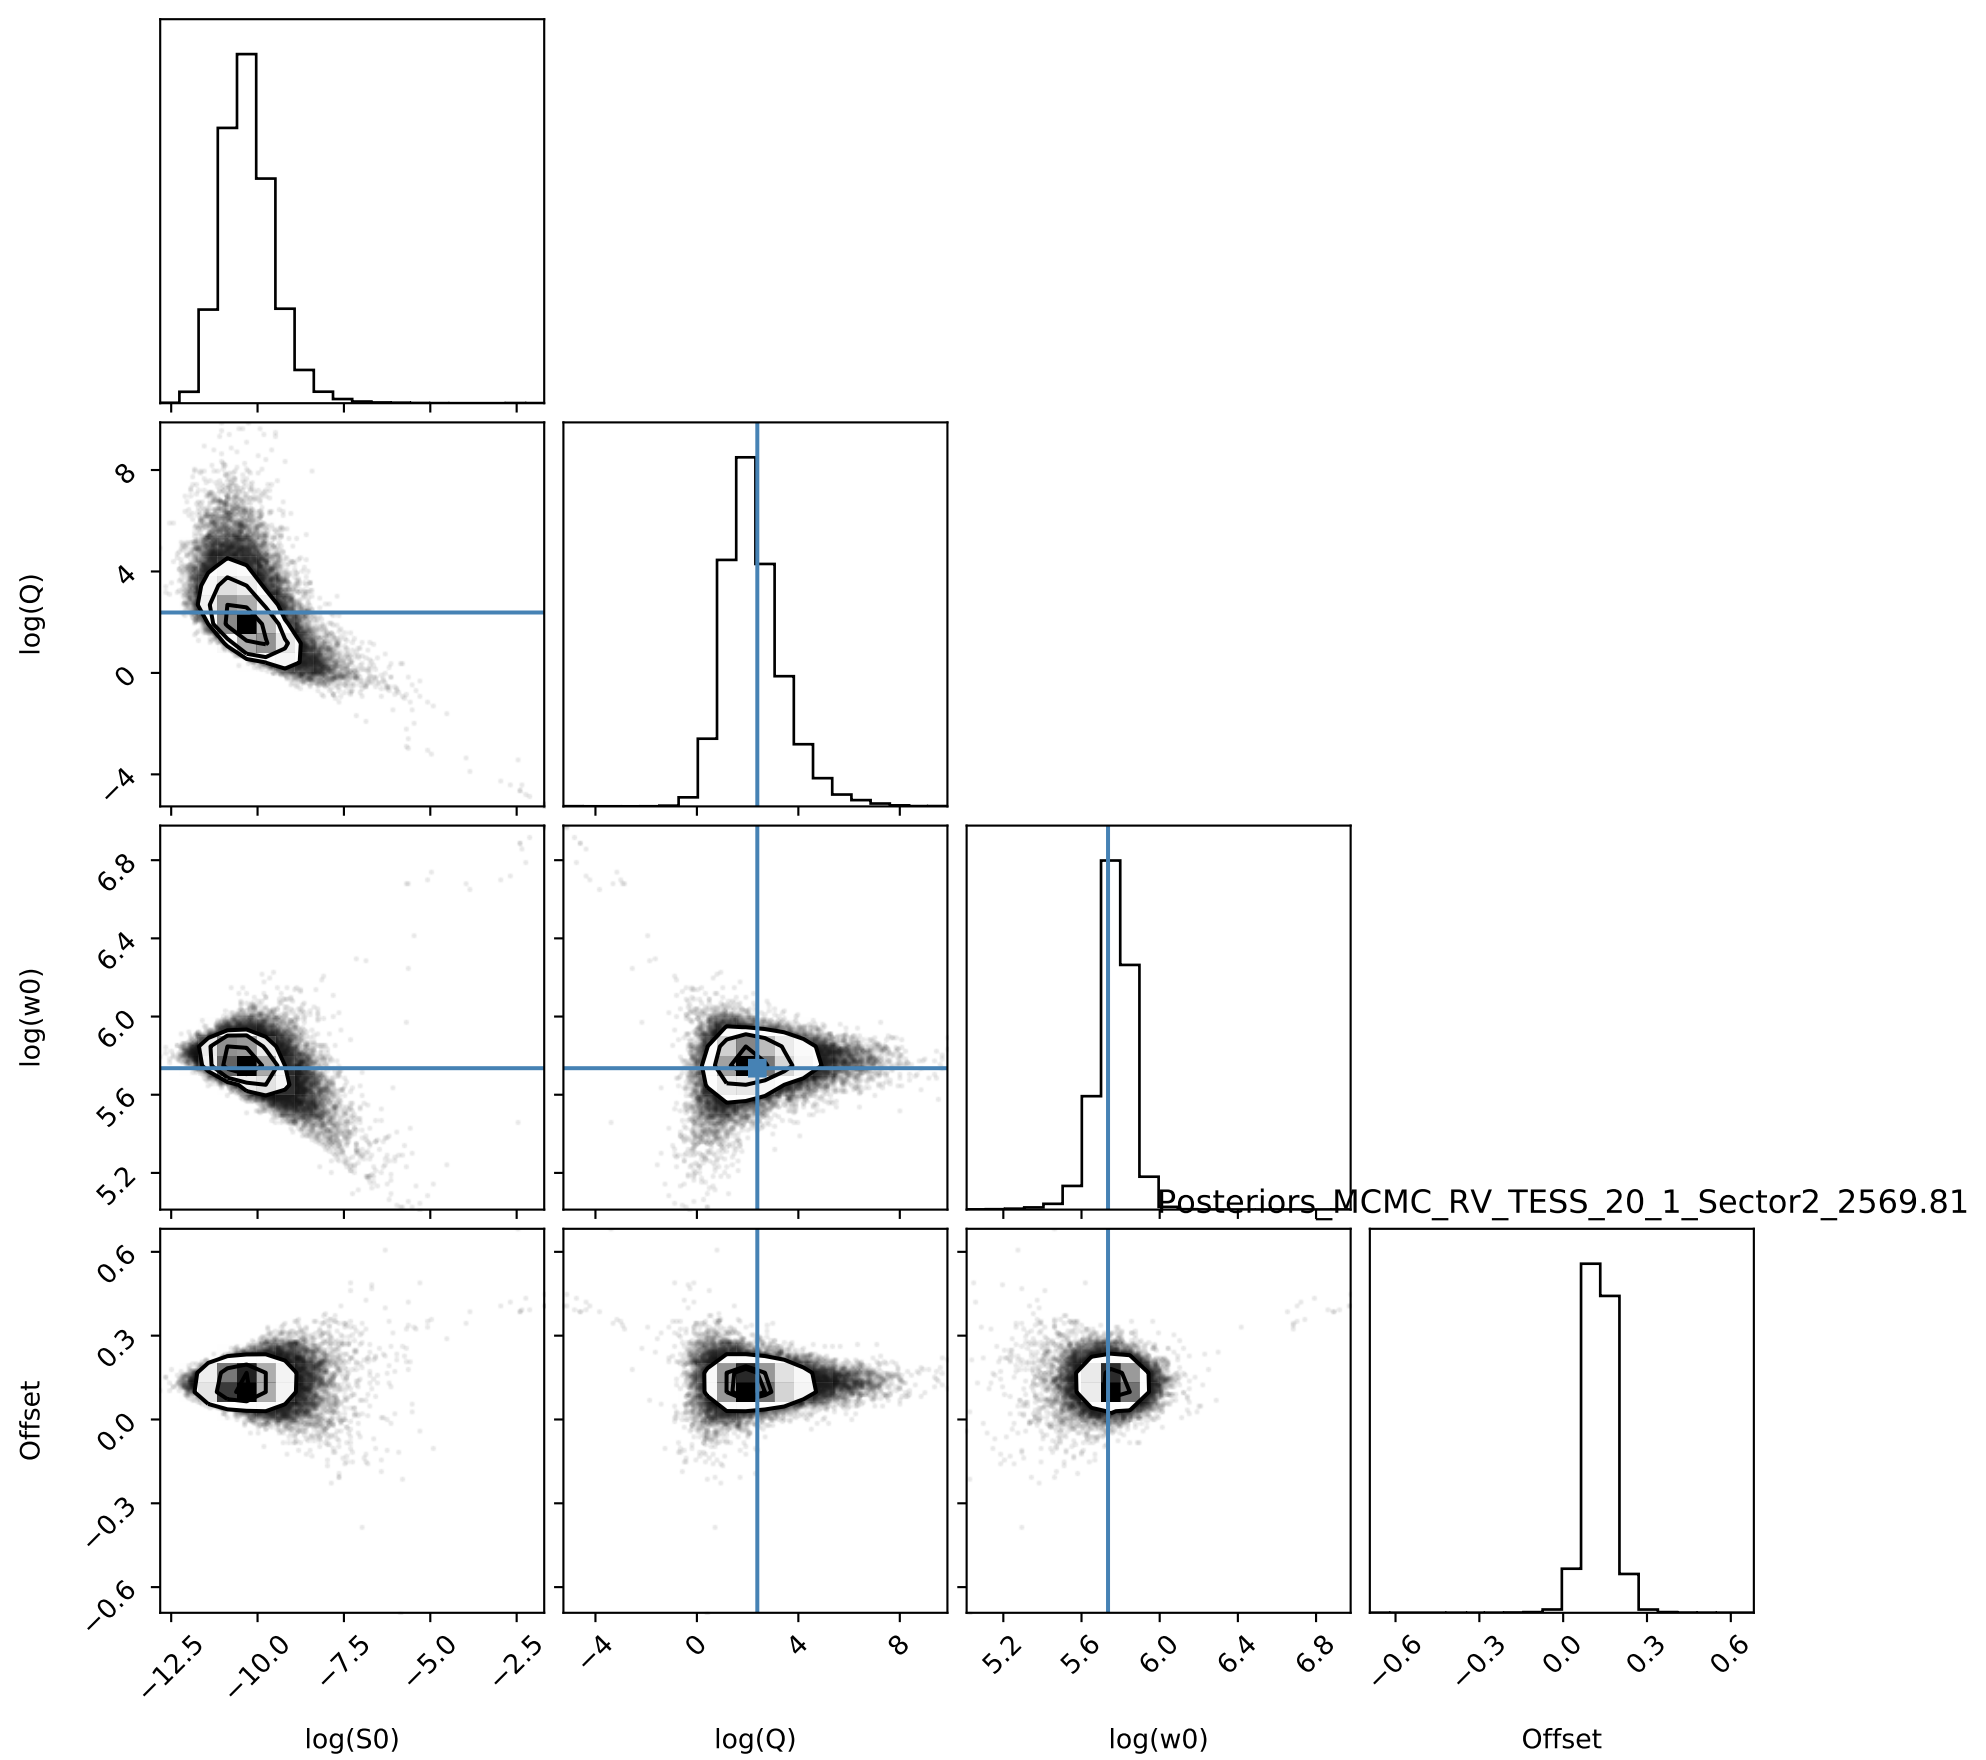 8
4
0
−4
log(Q)
6.8
6.4
6.0
5.6
5.2
log(w0)
Posteriors_MCMC_RV_TESS_20_1_Sector2_2569.81
0.6
0.3
0.0
−0.3
−0.6
Offset
−12.5 −10.0 −7.5 −5.0 −2.5
−4 0 4 8
5.2 5.6 6.0 6.4 6.8
−0.6 −0.3 0.0 0.3 0.6
log(S0) log(Q) log(w0) Offset